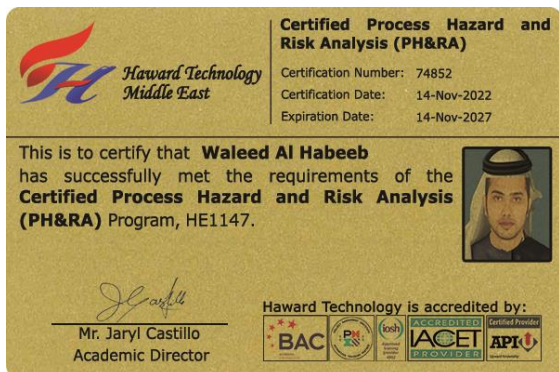 Haward Technology
Middle East
Certified Process Hazard and
Risk Analysis (PH&RA)
Certification Number: 74852
Certification Date: 14-Nov-2022
Expiration Date: 14-Nov-2027
This is to certify that Waleed Al Habeeb
has successfully met the requirements of the
Certified Process Hazard and Risk Analysis
(PH&RA) Program, HE1147.
Mr. Jaryl Castillo
Academic Director
Haward Technology is accredited by:
BAC
iosh
ACCREDITED
IACET
PROVIDER
Certified Provider
API